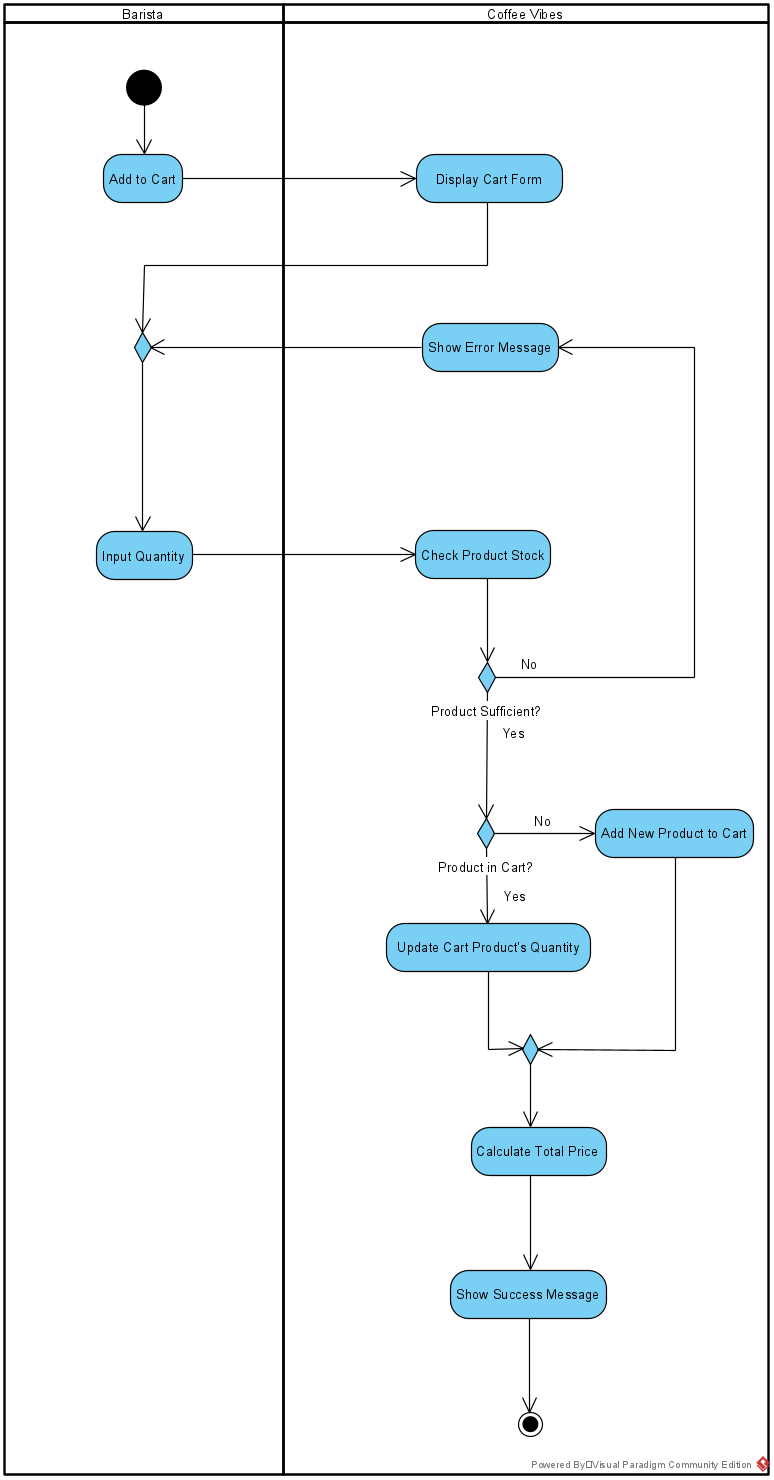 Barista
Coffee Vibes
Add to Cart
Display Cart Form
Show Error Message
Input Quantity
Check Product Stock
No
Product Sufficient?
Yes
No
Add New Product to Cart
Product in Cart?
Yes
Update Cart Product's Quantity
Calculate Total Price
Show Success Message
Powered By□Visual Paradigm Community Edition